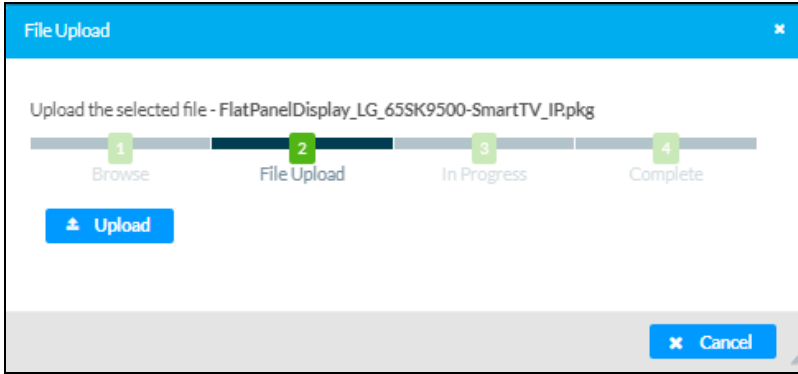 File Upload
Upload the selected file - FlatPanelDisplay_LG_65SK9500-SmartTV_IP.pkg
1 2 3 4
Browse File Upload In Progress Complete
Upload
Cancel